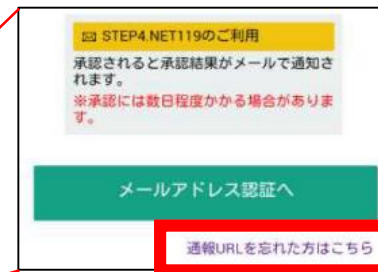 STEP4.NET119のご利用
承認されると承認結果がメールで通知さ
れます。
※承認には数日程度かかる場合がありま
す。
メールアドレス認証へ
通報URLを忘れた方はこちら